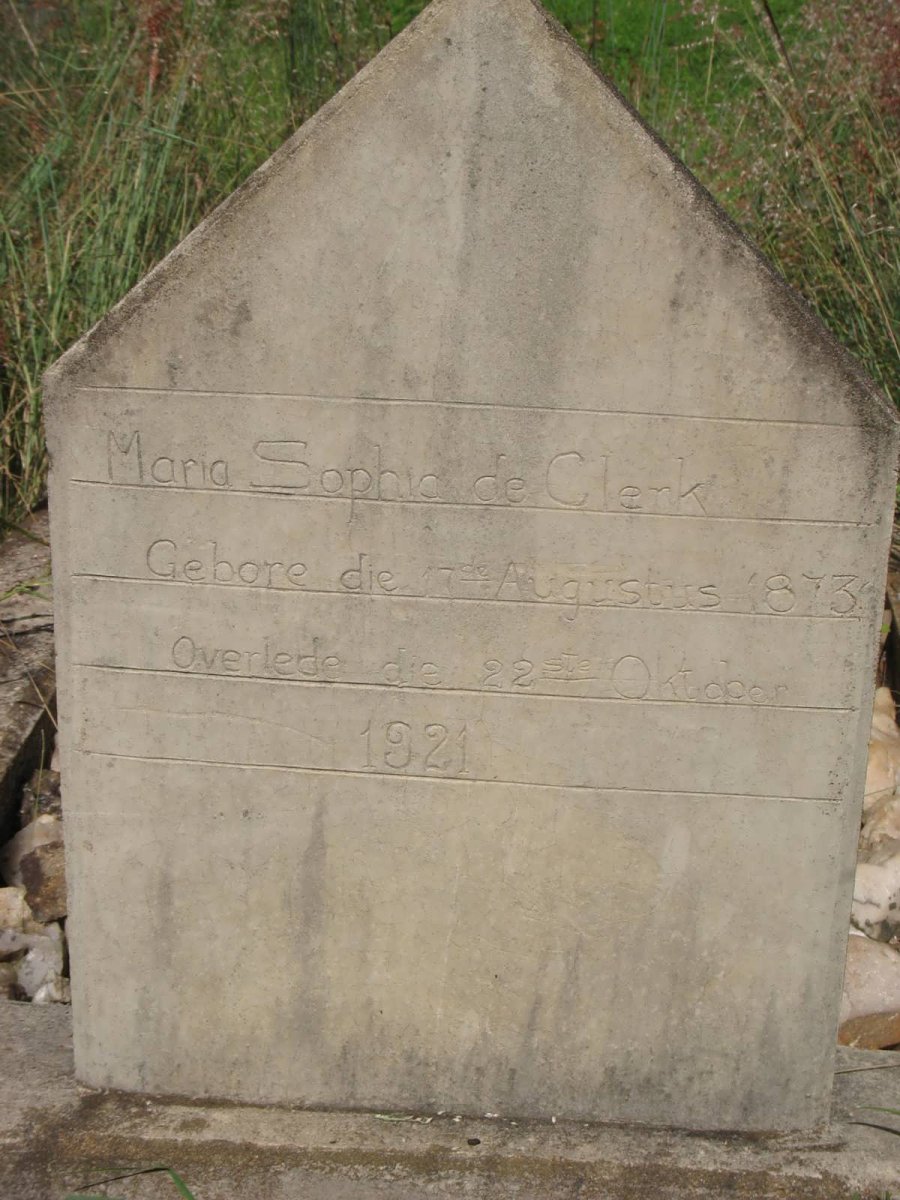 Maria Sophia de Clerk
Gebore die 17de Augustus 1873
Overlede die 22ste Oktober
1921